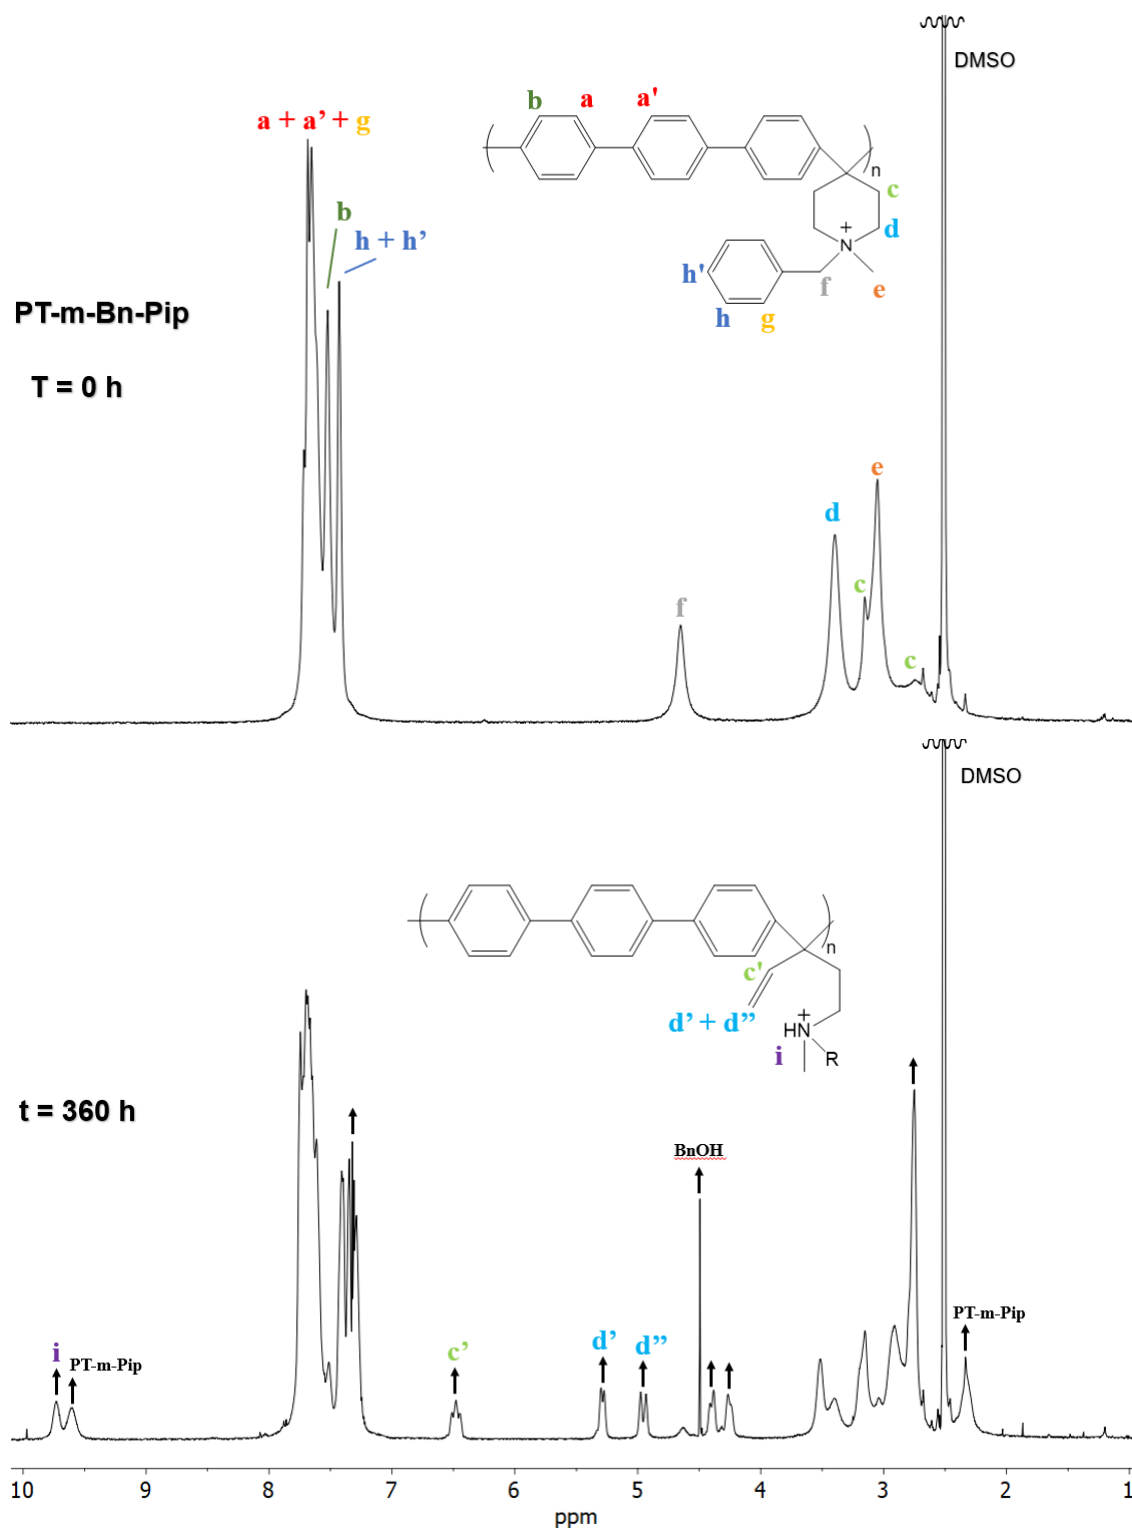 DMSO
b
a
a'
a + a’ + g
n
c
b
h + h’
+
d
N
h'
f
e
h
g
PT-m-Bn-Pip
T = 0 h
e
d
c
f
c
DMSO
n
c'
d’ + d’’
+
HN
i
R
t = 360 h
BnOH
i
PT-m-Pip
c’
d’
d’’
PT-m-Pip
10 9 8 7 6 5 4 3 2 1
ppm